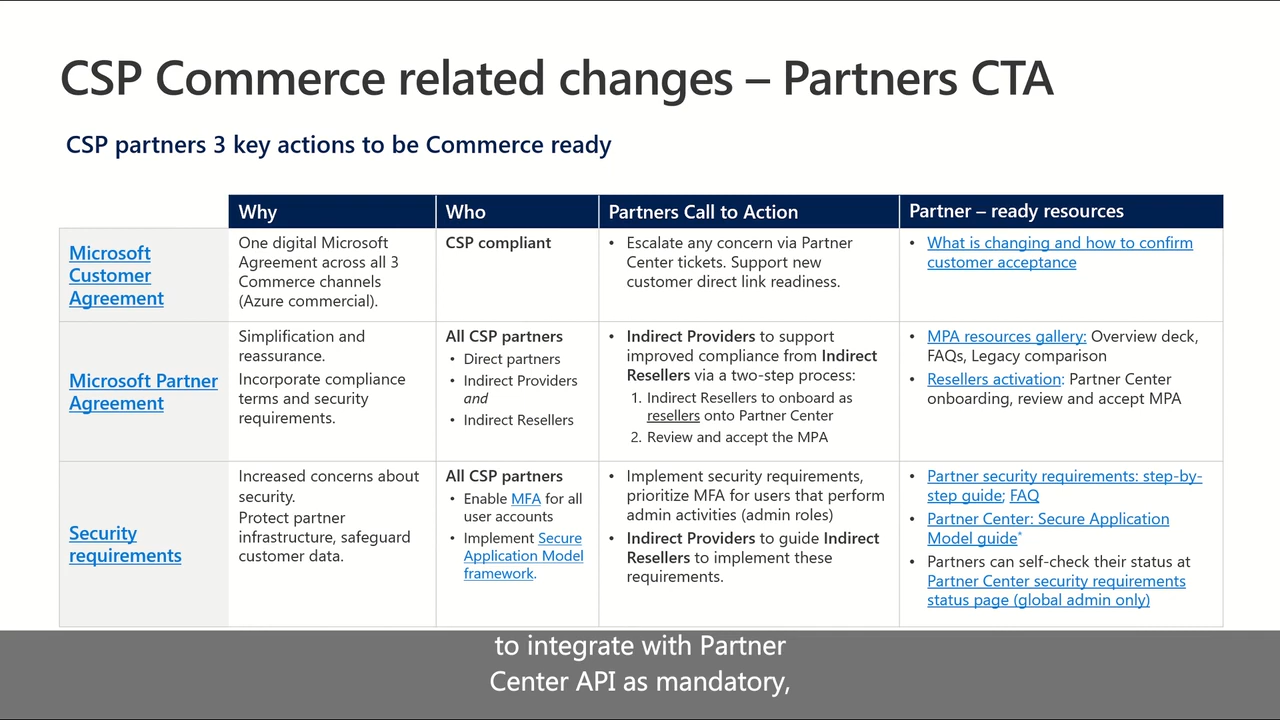 CSP Commerce related changes – Partners CTA
CSP partners 3 key actions to be Commerce ready
Why
Who
Partners Call to Action
Partner – ready resources
Microsoft
Customer
Agreement
One digital Microsoft
Agreement across all 3
Commerce channels
(Azure commercial).
CSP compliant
• Escalate any concern via Partner
Center tickets. Support new
customer direct link readiness.
• What is changing and how to confirm
customer acceptance
Microsoft Partner
Agreement
Simplification and
reassurance.
Incorporate compliance
terms and security
requirements.
All CSP partners
• Direct partners
• Indirect Providers
and
• Indirect Resellers
• Indirect Providers to support
improved compliance from Indirect
Resellers via a two-step process:
1. Indirect Resellers to onboard as
resellers onto Partner Center
2. Review and accept the MPA
• MPA resources gallery: Overview deck,
FAQs, Legacy comparison
• Resellers activation: Partner Center
onboarding, review and accept MPA
Security
requirements
Increased concerns about
security.
Protect partner
infrastructure, safeguard
customer data.
All CSP partners
• Enable MFA for all
user accounts
• Implement Secure
Application Model
framework.
• Implement security requirements,
prioritize MFA for users that perform
admin activities (admin roles)
• Indirect Providers to guide Indirect
Resellers to implement these
requirements.
• Partner security requirements: step-by-
step guide; FAQ
• Partner Center: Secure Application
Model guide*
• Partners can self-check their status at
Partner Center security requirements
status page (global admin only)
to integrate with Partner
Center API as mandatory,